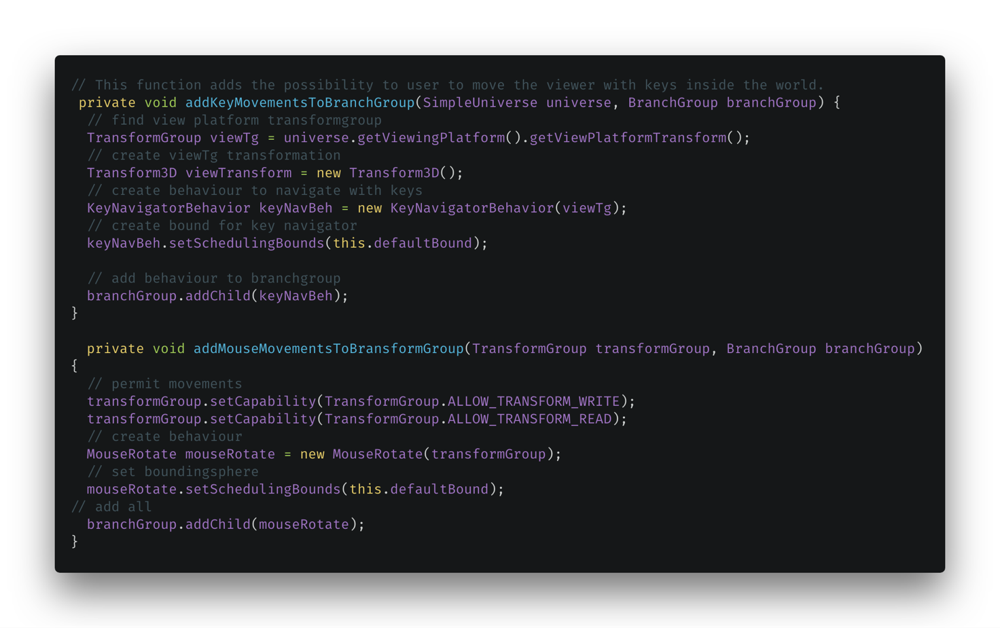 // This function adds the possibility to user to move the viewer with keys inside the world.
private void addKeyMovementsToBranchGroup(SimpleUniverse universe, BranchGroup branchGroup) {
// find view platform transformgroup
TransformGroup viewTg = universe.getViewingPlatform().getViewPlatformTransform();
// create viewTg transformation
Transform3D viewTransform = new Transform3D();
// create behaviour to navigate with keys
KeyNavigatorBehavior keyNavBeh = new KeyNavigatorBehavior(viewTg);
// create bound for key navigator
keyNavBeh.setSchedulingBounds(this.defaultBound);
// add behaviour to branchgroup
branchGroup.addChild(keyNavBeh);
}
private void addMouseMovementsToBransformGroup(TransformGroup transformGroup, BranchGroup branchGroup)
{
// permit movements
transformGroup.setCapability(TransformGroup.ALLOW_TRANSFORM_WRITE);
transformGroup.setCapability(TransformGroup.ALLOW_TRANSFORM_READ);
// create behaviour
MouseRotate mouseRotate = new MouseRotate(transformGroup);
// set boundingsphere
mouseRotate.setSchedulingBounds(this.defaultBound);
// add all
branchGroup.addChild(mouseRotate);
}